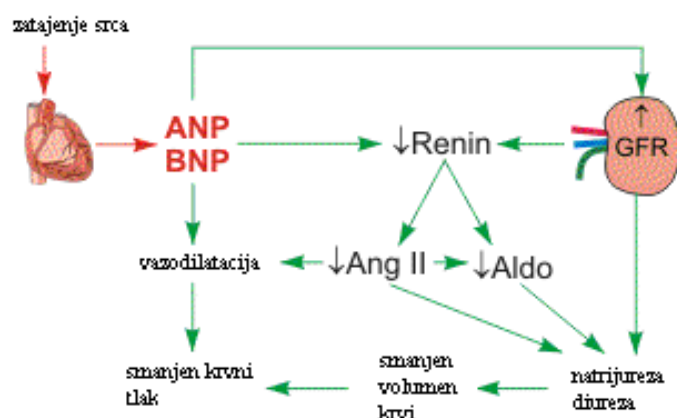 zatajenje srca
ANP
BNP
↓Renin
↑
GFR
vazodilatacija
↓Ang II
↓Aldo
smanjen krvni
tlak
smanjen
volumen
krvi
natrijureza
diureza